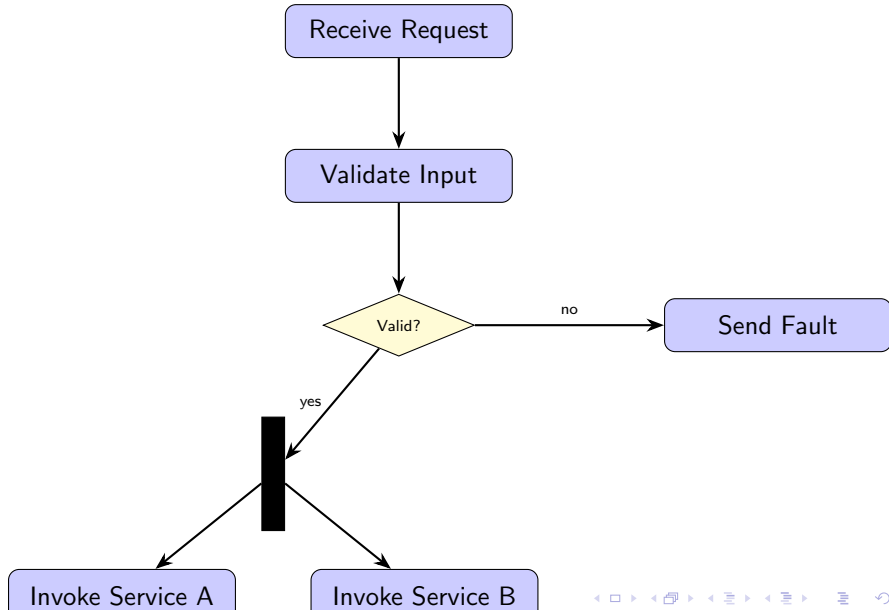 Receive Request
Validate Input
Valid?
no
Send Fault
yes
Invoke Service A
Invoke Service B